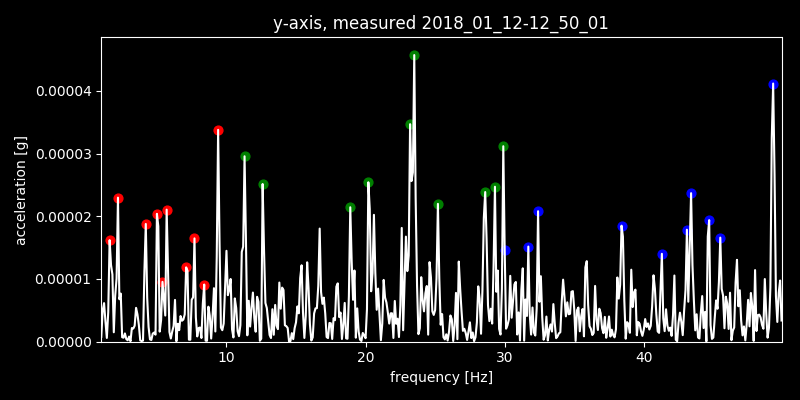 y-axis, measured 2018_01_12-12_50_01
0.00004
0.00003
0.00002
0.00001
0.00000
acceleration [g]
10 20 30 40
frequency [Hz]